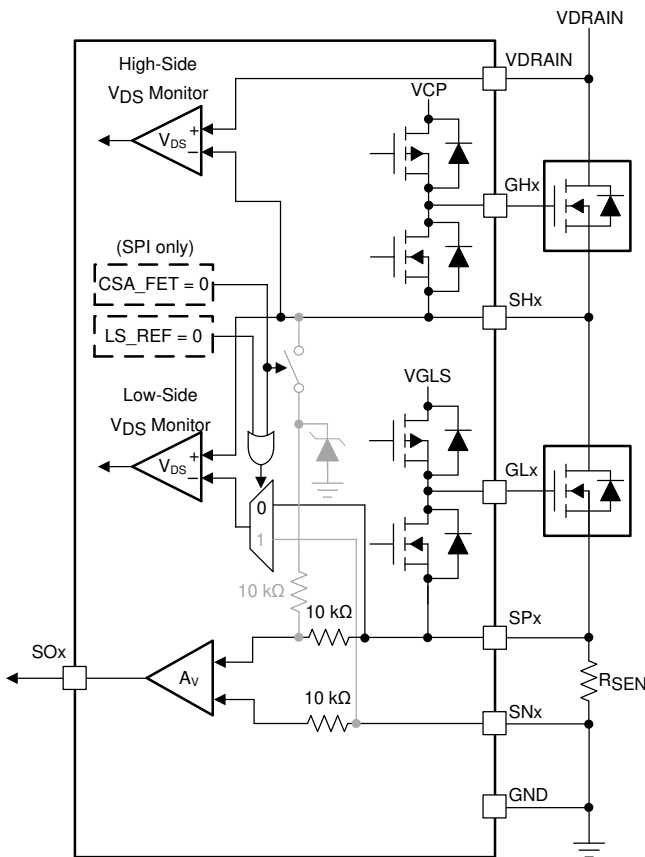 VDRAIN
VDRAIN
High-Side
VDS Monitor
VCP
VDS
+
−
GHx
(SPI only)
CSA_FET = 0
SHx
LS_REF = 0
VGLS
Low-Side
VDS Monitor
VDS
+
−
GLx
0
1
10 kΩ
10 kΩ
SPx
SOx
AV
RSEN
10 kΩ
SNx
GND